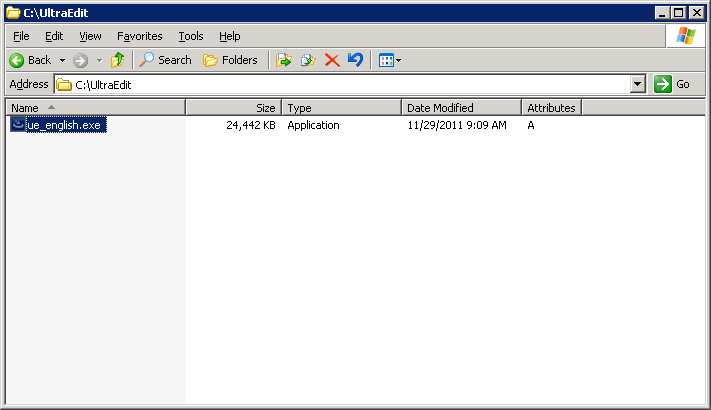 C:\UltraEdit
File Edit View Favorites Tools Help
Back Search Folders
Address C:\UltraEdit Go
Name Size Type Date Modified Attributes
ue_english.exe 24,442 KB Application 11/29/2011 9:09 AM A